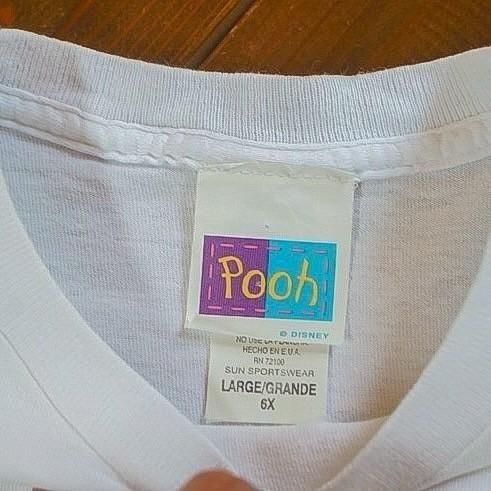 Pooh
© DISNEY
NO USE LA PLANCHA
HECHO EN E.U.A.
RN 72100
SUN SPORTSWEAR
LARGE/GRANDE
6X